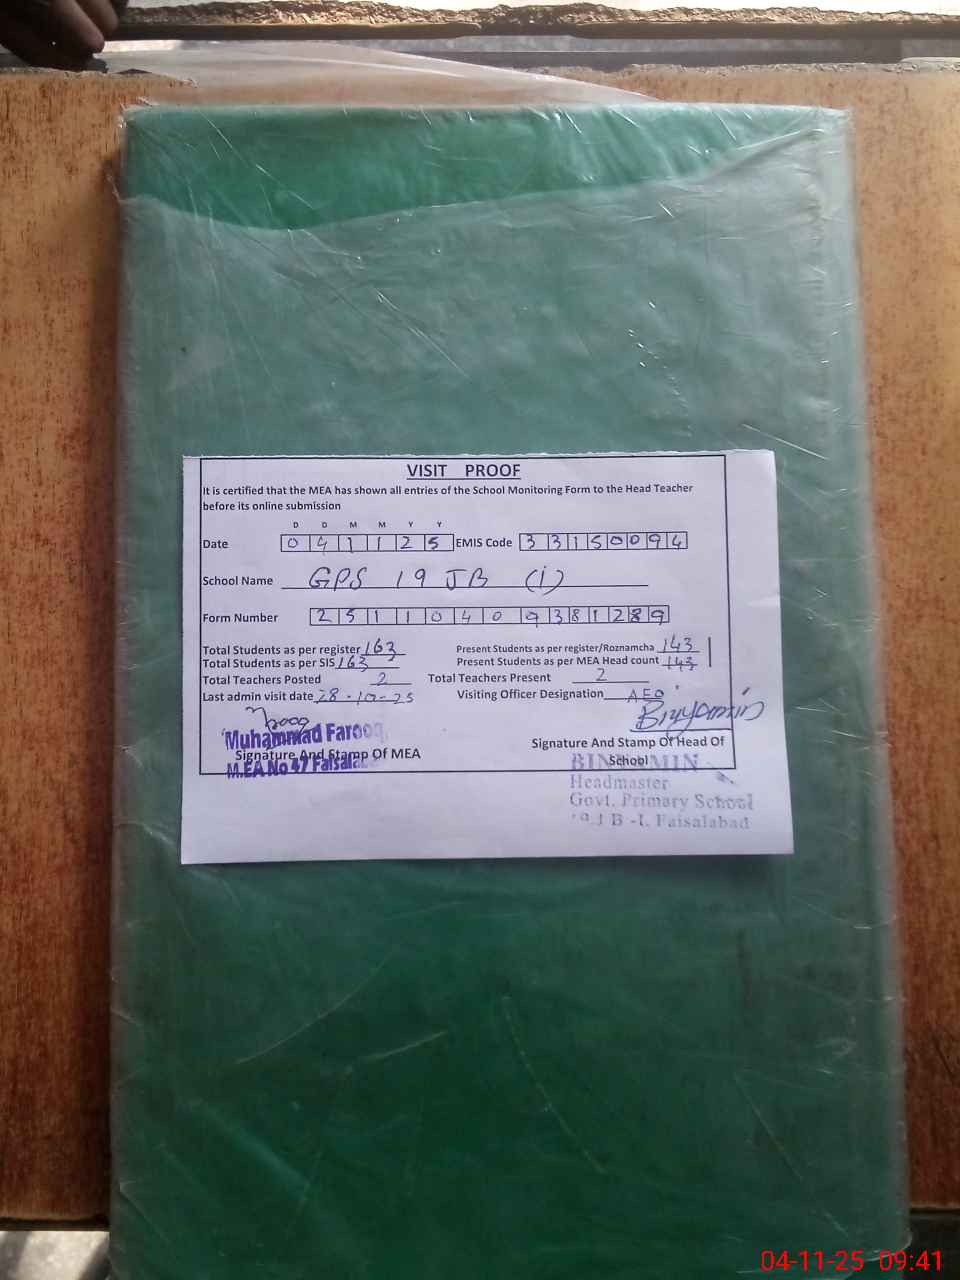 VISIT PROOF
It is certified that the MEA has shown all entries of the School Monitoring Form to the Head Teacher
before its online submission
D D M M Y Y
Date 0 4 1 1 2 5 EMIS Code 3 3 1 5 0 0 9 4
School Name GPS 19 JB (i)
Form Number 2 5 1 1 0 4 0 9 3 8 1 2 8 9
Total Students as per register 163 Present Students as per register/Roznamcha 143
Total Students as per SIS 163 Present Students as per MEA Head count 143
Total Teachers Posted 2 Total Teachers Present 2
Last admin visit date 28-10-25 Visiting Officer Designation AEO
Binyamin
Muhammad Farooq
Signature And Stamp Of MEA
M.EA No 47 Faisalabad
Signature And Stamp Of Head Of
School
BINYAMIN
Headmaster
Govt. Primary School
19 J B -I. Faisalabad
04-11-25 09:41